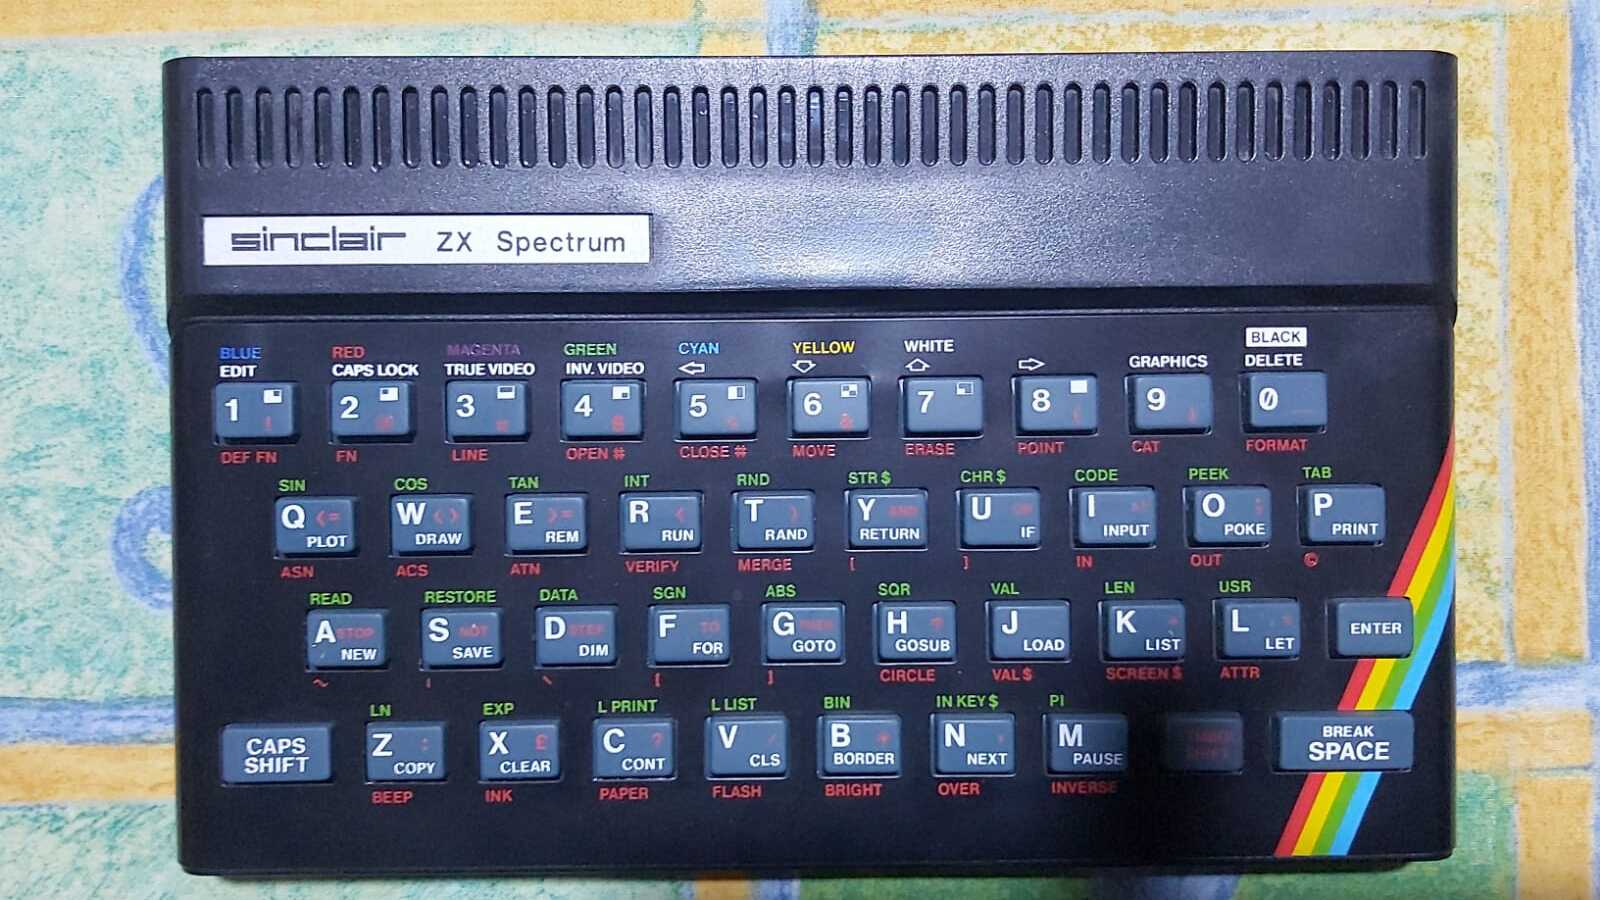 sinclair ZX Spectrum
BLUE RED MAGENTA GREEN CYAN YELLOW WHITE BLACK
EDIT CAPS LOCK TRUE VIDEO INV. VIDEO GRAPHICS DELETE
1 ! 2 3 4 5 6 & 7 8 ( 9 ) 0
DEF FN FN LINE OPEN # CLOSE # MOVE ERASE POINT CAT FORMAT
SIN COS TAN INT RND STR $ CHR $ CODE PEEK TAB
Q <= W < > E >= R < T > Y AND U I O ; P
PLOT DRAW REM RUN RAND RETURN IF INPUT POKE PRINT
ASN ACS ATN VERIFY MERGE [ ] IN OUT ©
READ RESTORE DATA SGN ABS SQR VAL LEN USR
A STOP S NOT D STEP F TO G THEN H J K L ENTER
NEW SAVE DIM FOR GOTO GOSUB LOAD LIST LET
~ | \ CIRCLE VAL $ SCREEN $ ATTR
LN EXP L PRINT L LIST BIN IN KEY $ PI
CAPS SHIFT Z : X £ C ? V / B * N M BREAK SPACE
COPY CLEAR CONT CLS BORDER NEXT PAUSE
BEEP INK PAPER FLASH BRIGHT OVER INVERSE